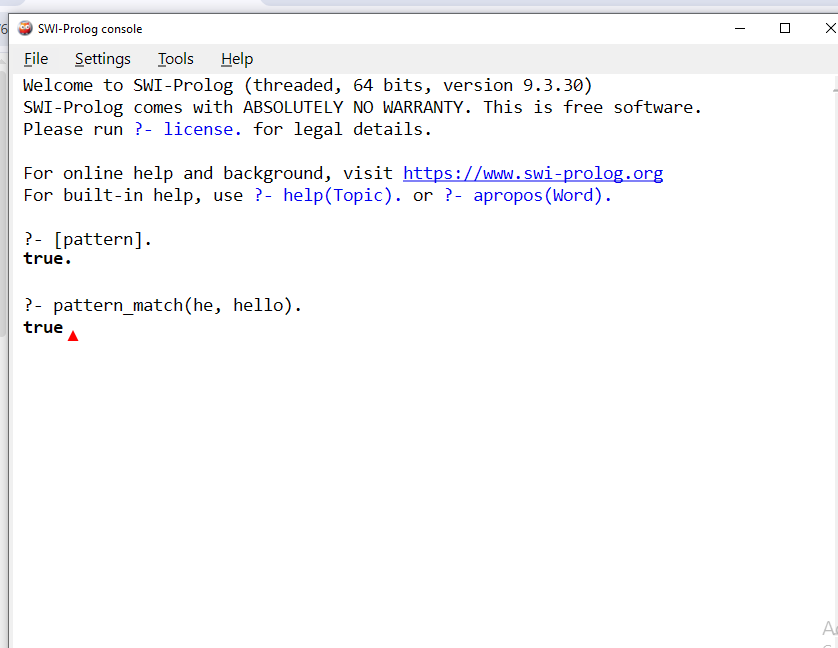 SWI-Prolog console
File Settings Tools Help
Welcome to SWI-Prolog (threaded, 64 bits, version 9.3.30)
SWI-Prolog comes with ABSOLUTELY NO WARRANTY. This is free software.
Please run ?- license. for legal details.
For online help and background, visit https://www.swi-prolog.org
For built-in help, use ?- help(Topic). or ?- apropos(Word).
?- [pattern].
true.
?- pattern_match(he, hello).
true